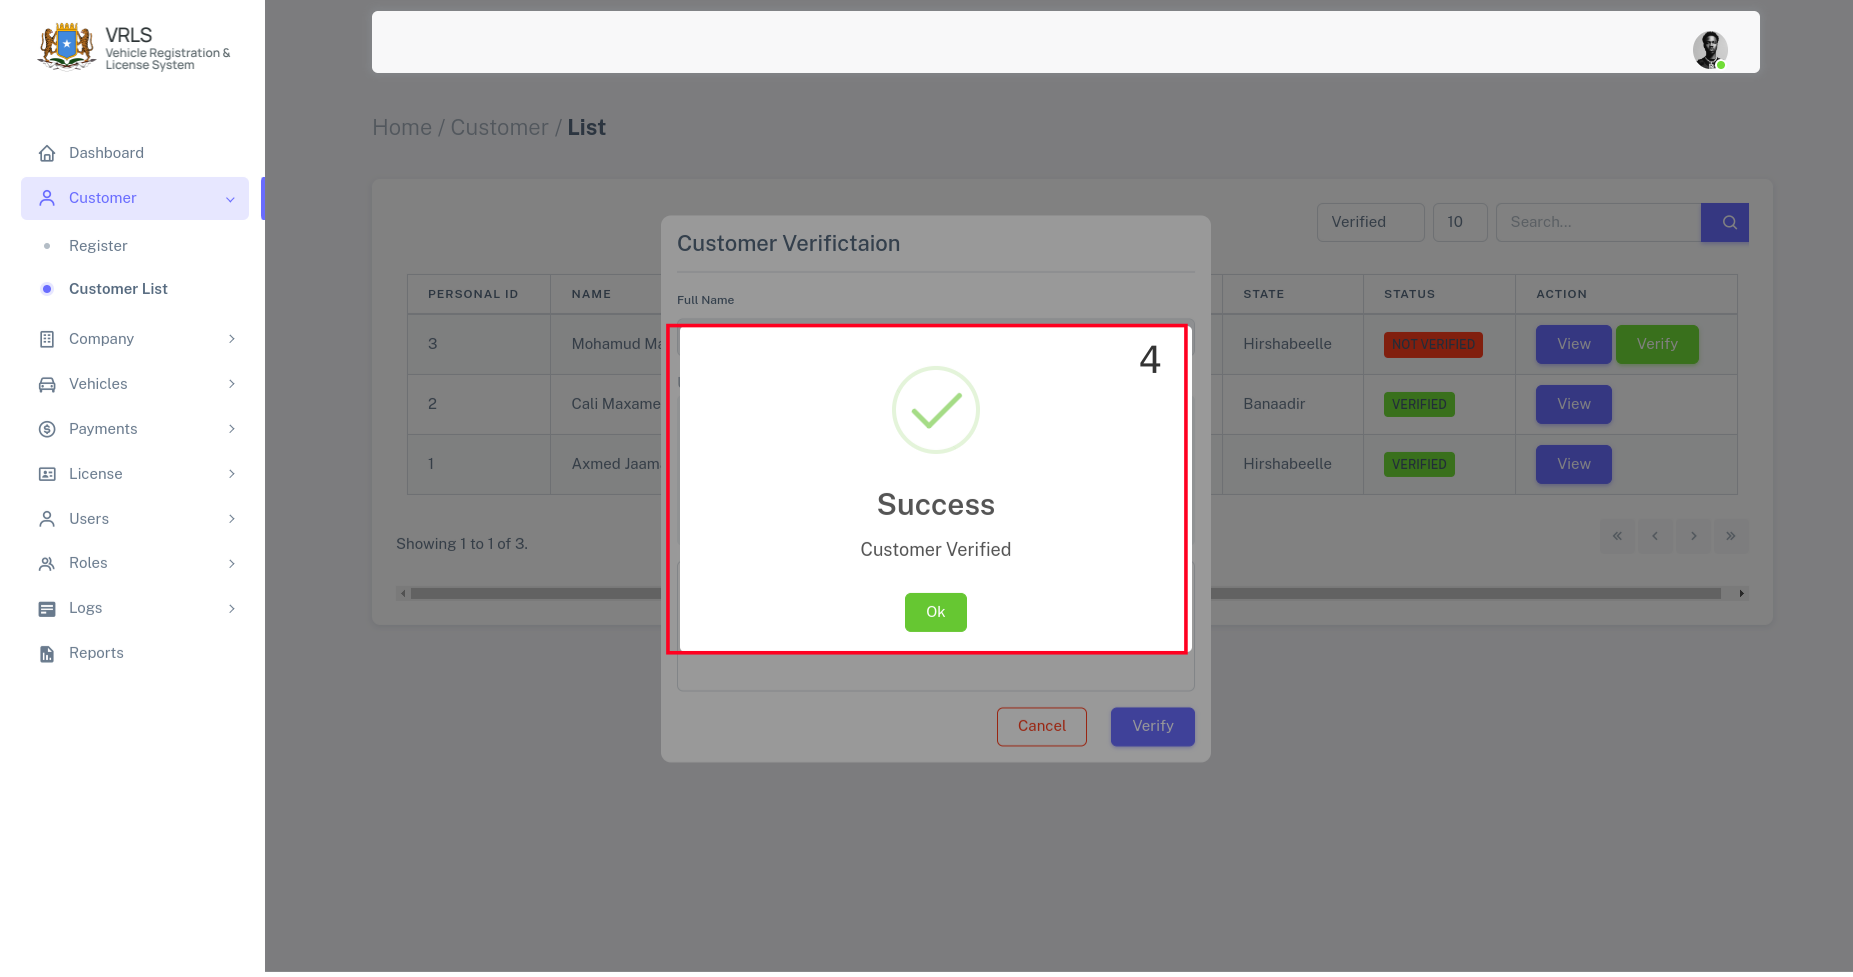 VRLS
Vehicle Registration &
License System
Dashboard
Customer
Register
Customer List
Company
Vehicles
Payments
License
Users
Roles
Logs
Reports
Home / Customer / List
Verified 10 Search...
PERSONAL ID NAME STATE STATUS ACTION
3 Mohamud Hirshabeelle NOT VERIFIED View Verify
2 Cali Maxame Banaadir VERIFIED View
1 Axmed Jaam Hirshabeelle VERIFIED View
Showing 1 to 1 of 3.
Customer Verifictaion
Full Name
4
Success
Customer Verified
Ok
Cancel Verify